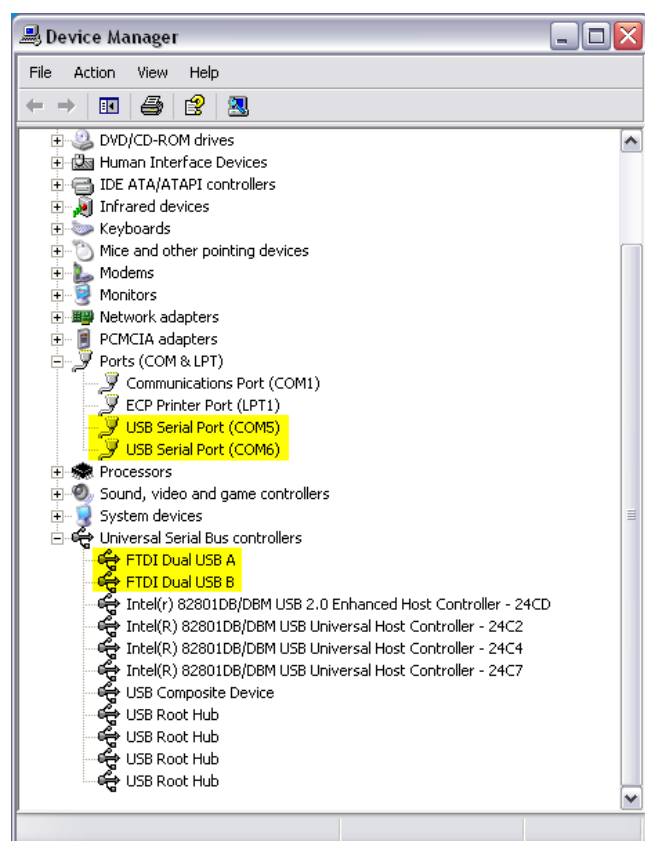 Device Manager
File Action View Help
DVD/CD-ROM drives
Human Interface Devices
IDE ATA/ATAPI controllers
Infrared devices
Keyboards
Mice and other pointing devices
Modems
Monitors
Network adapters
PCMCIA adapters
Ports (COM & LPT)
Communications Port (COM1)
ECP Printer Port (LPT1)
USB Serial Port (COM5)
USB Serial Port (COM6)
Processors
Sound, video and game controllers
System devices
Universal Serial Bus controllers
FTDI Dual USB A
FTDI Dual USB B
Intel(r) 82801DB/DBM USB 2.0 Enhanced Host Controller - 24CD
Intel(R) 82801DB/DBM USB Universal Host Controller - 24C2
Intel(R) 82801DB/DBM USB Universal Host Controller - 24C4
Intel(R) 82801DB/DBM USB Universal Host Controller - 24C7
USB Composite Device
USB Root Hub
USB Root Hub
USB Root Hub
USB Root Hub